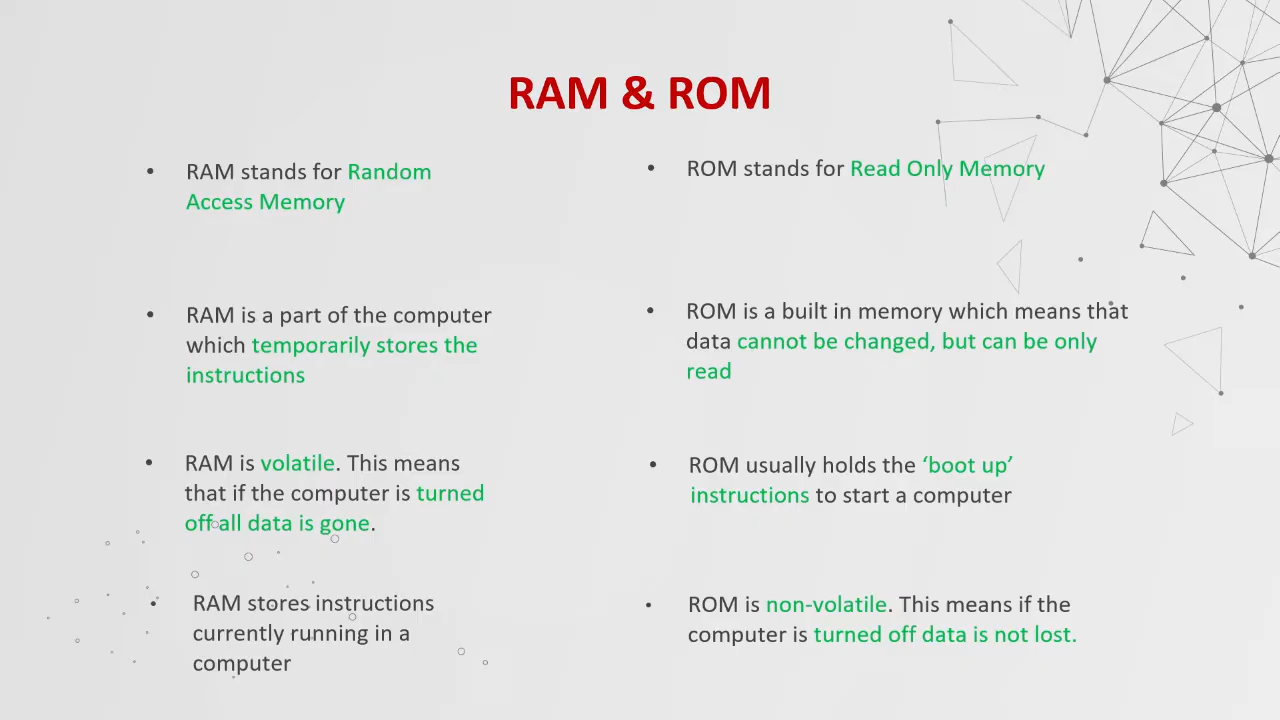 RAM & ROM
• RAM stands for Random
Access Memory
• RAM is a part of the computer
which temporarily stores the
instructions
• RAM is volatile. This means
that if the computer is turned
off all data is gone.
• RAM stores instructions
currently running in a
computer
• ROM stands for Read Only Memory
• ROM is a built in memory which means that
data cannot be changed, but can be only
read
• ROM usually holds the ‘boot up’
instructions to start a computer
• ROM is non-volatile. This means if the
computer is turned off data is not lost.